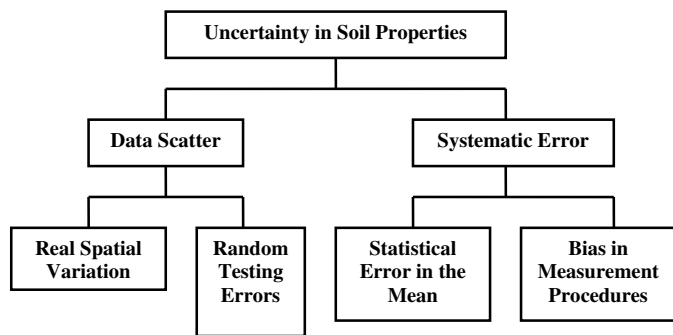 Uncertainty in Soil Properties
Data Scatter
Systematic Error
Real Spatial
Variation
Random
Testing
Errors
Statistical
Error in the
Mean
Bias in
Measurement
Procedures